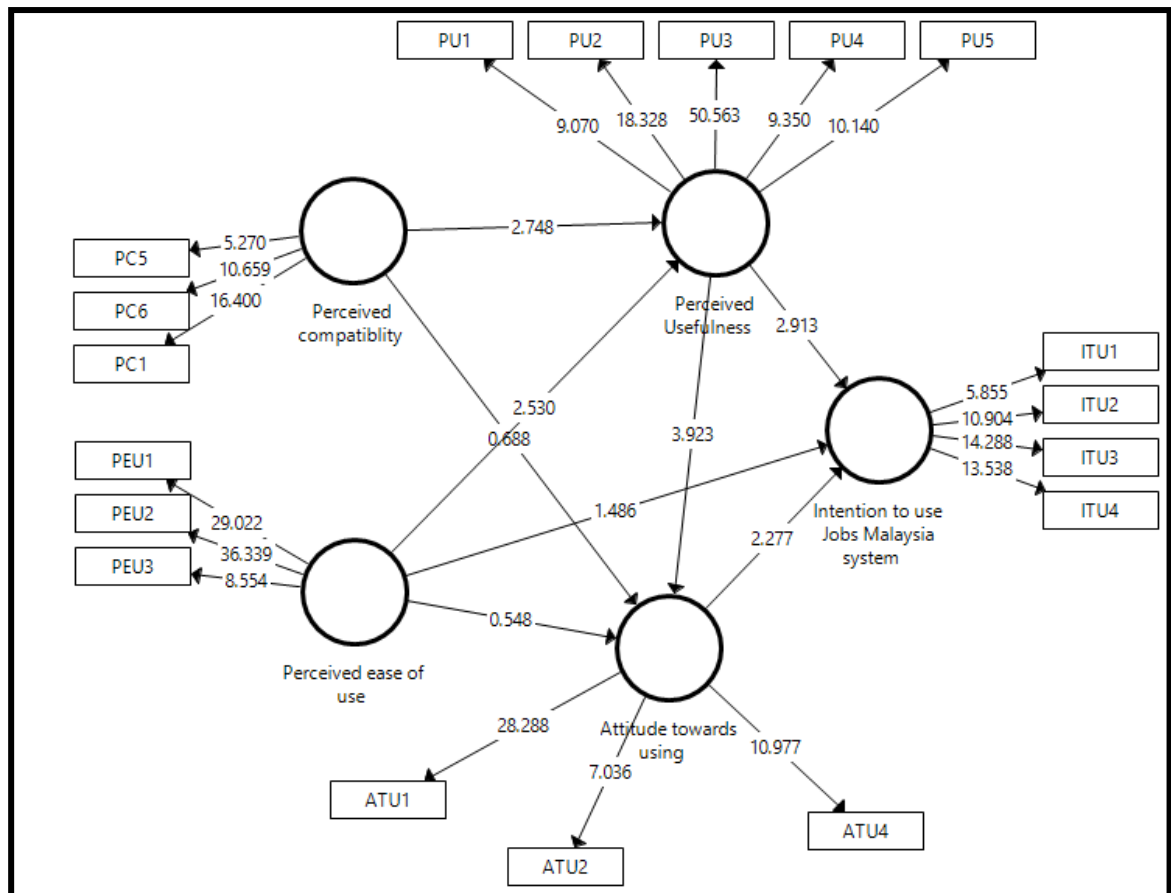 PU1
PU2
PU3
PU4
PU5
9.070
18.328
50.563
9.350
10.140
PC5
PC6
PC1
5.270
10.659
16.400
Perceived
compatiblity
2.748
Perceived
Usefulness
2.913
2.530
0.688
3.923
1.486
2.277
ITU1
ITU2
ITU3
ITU4
5.855
10.904
14.288
13.538
Intention to use
Jobs Malaysia
system
PEU1
PEU2
PEU3
29.022
36.339
8.554
Perceived ease of
use
0.548
Attitude towards
using
28.288
7.036
10.977
ATU1
ATU2
ATU4